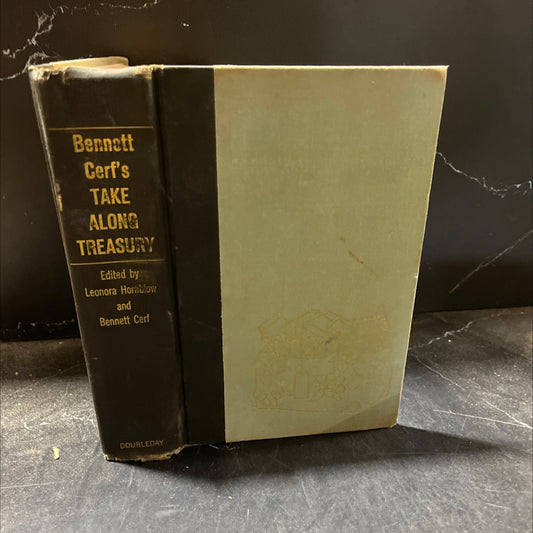 Bennett
Cerf's
TAKE
ALONG
TREASURY
Edited by
Leonora Hornblow
and
Bennett Cerf
DOUBLEDAY